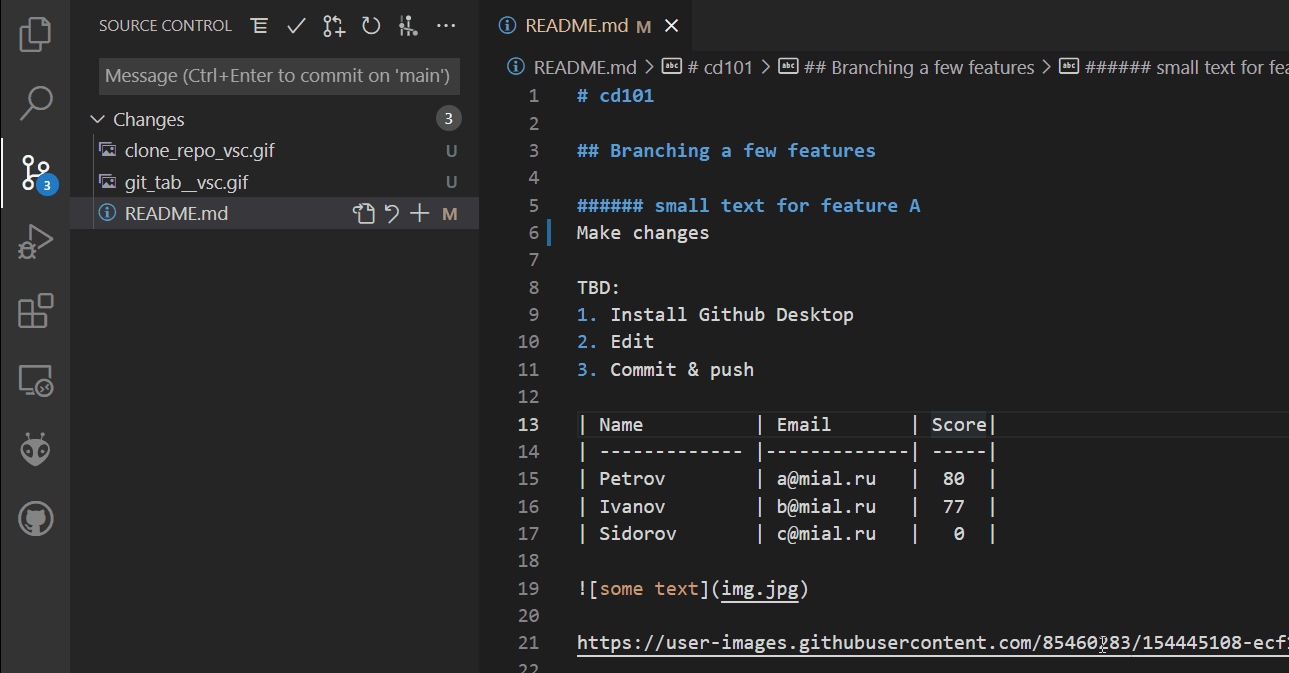 SOURCE CONTROL
Message (Ctrl+Enter to commit on 'main')
Changes 3
clone_repo_vsc.gif U
git_tab__vsc.gif U
README.md M
3
README.md M
README.md > # cd101 > ## Branching a few features > ###### small text for fea
1 # cd101
2
3 ## Branching a few features
4
5 ###### small text for feature A
6 Make changes
7
8 TBD:
9 1. Install Github Desktop
10 2. Edit
11 3. Commit & push
12
13 | Name | Email | Score|
14 | ------------- |-------------| -----|
15 | Petrov | a@mial.ru | 80 |
16 | Ivanov | b@mial.ru | 77 |
17 | Sidorov | c@mial.ru | 0 |
18
19 ![some text](img.jpg)
20
21 https://user-images.githubusercontent.com/85460283/154445108-ecf
22